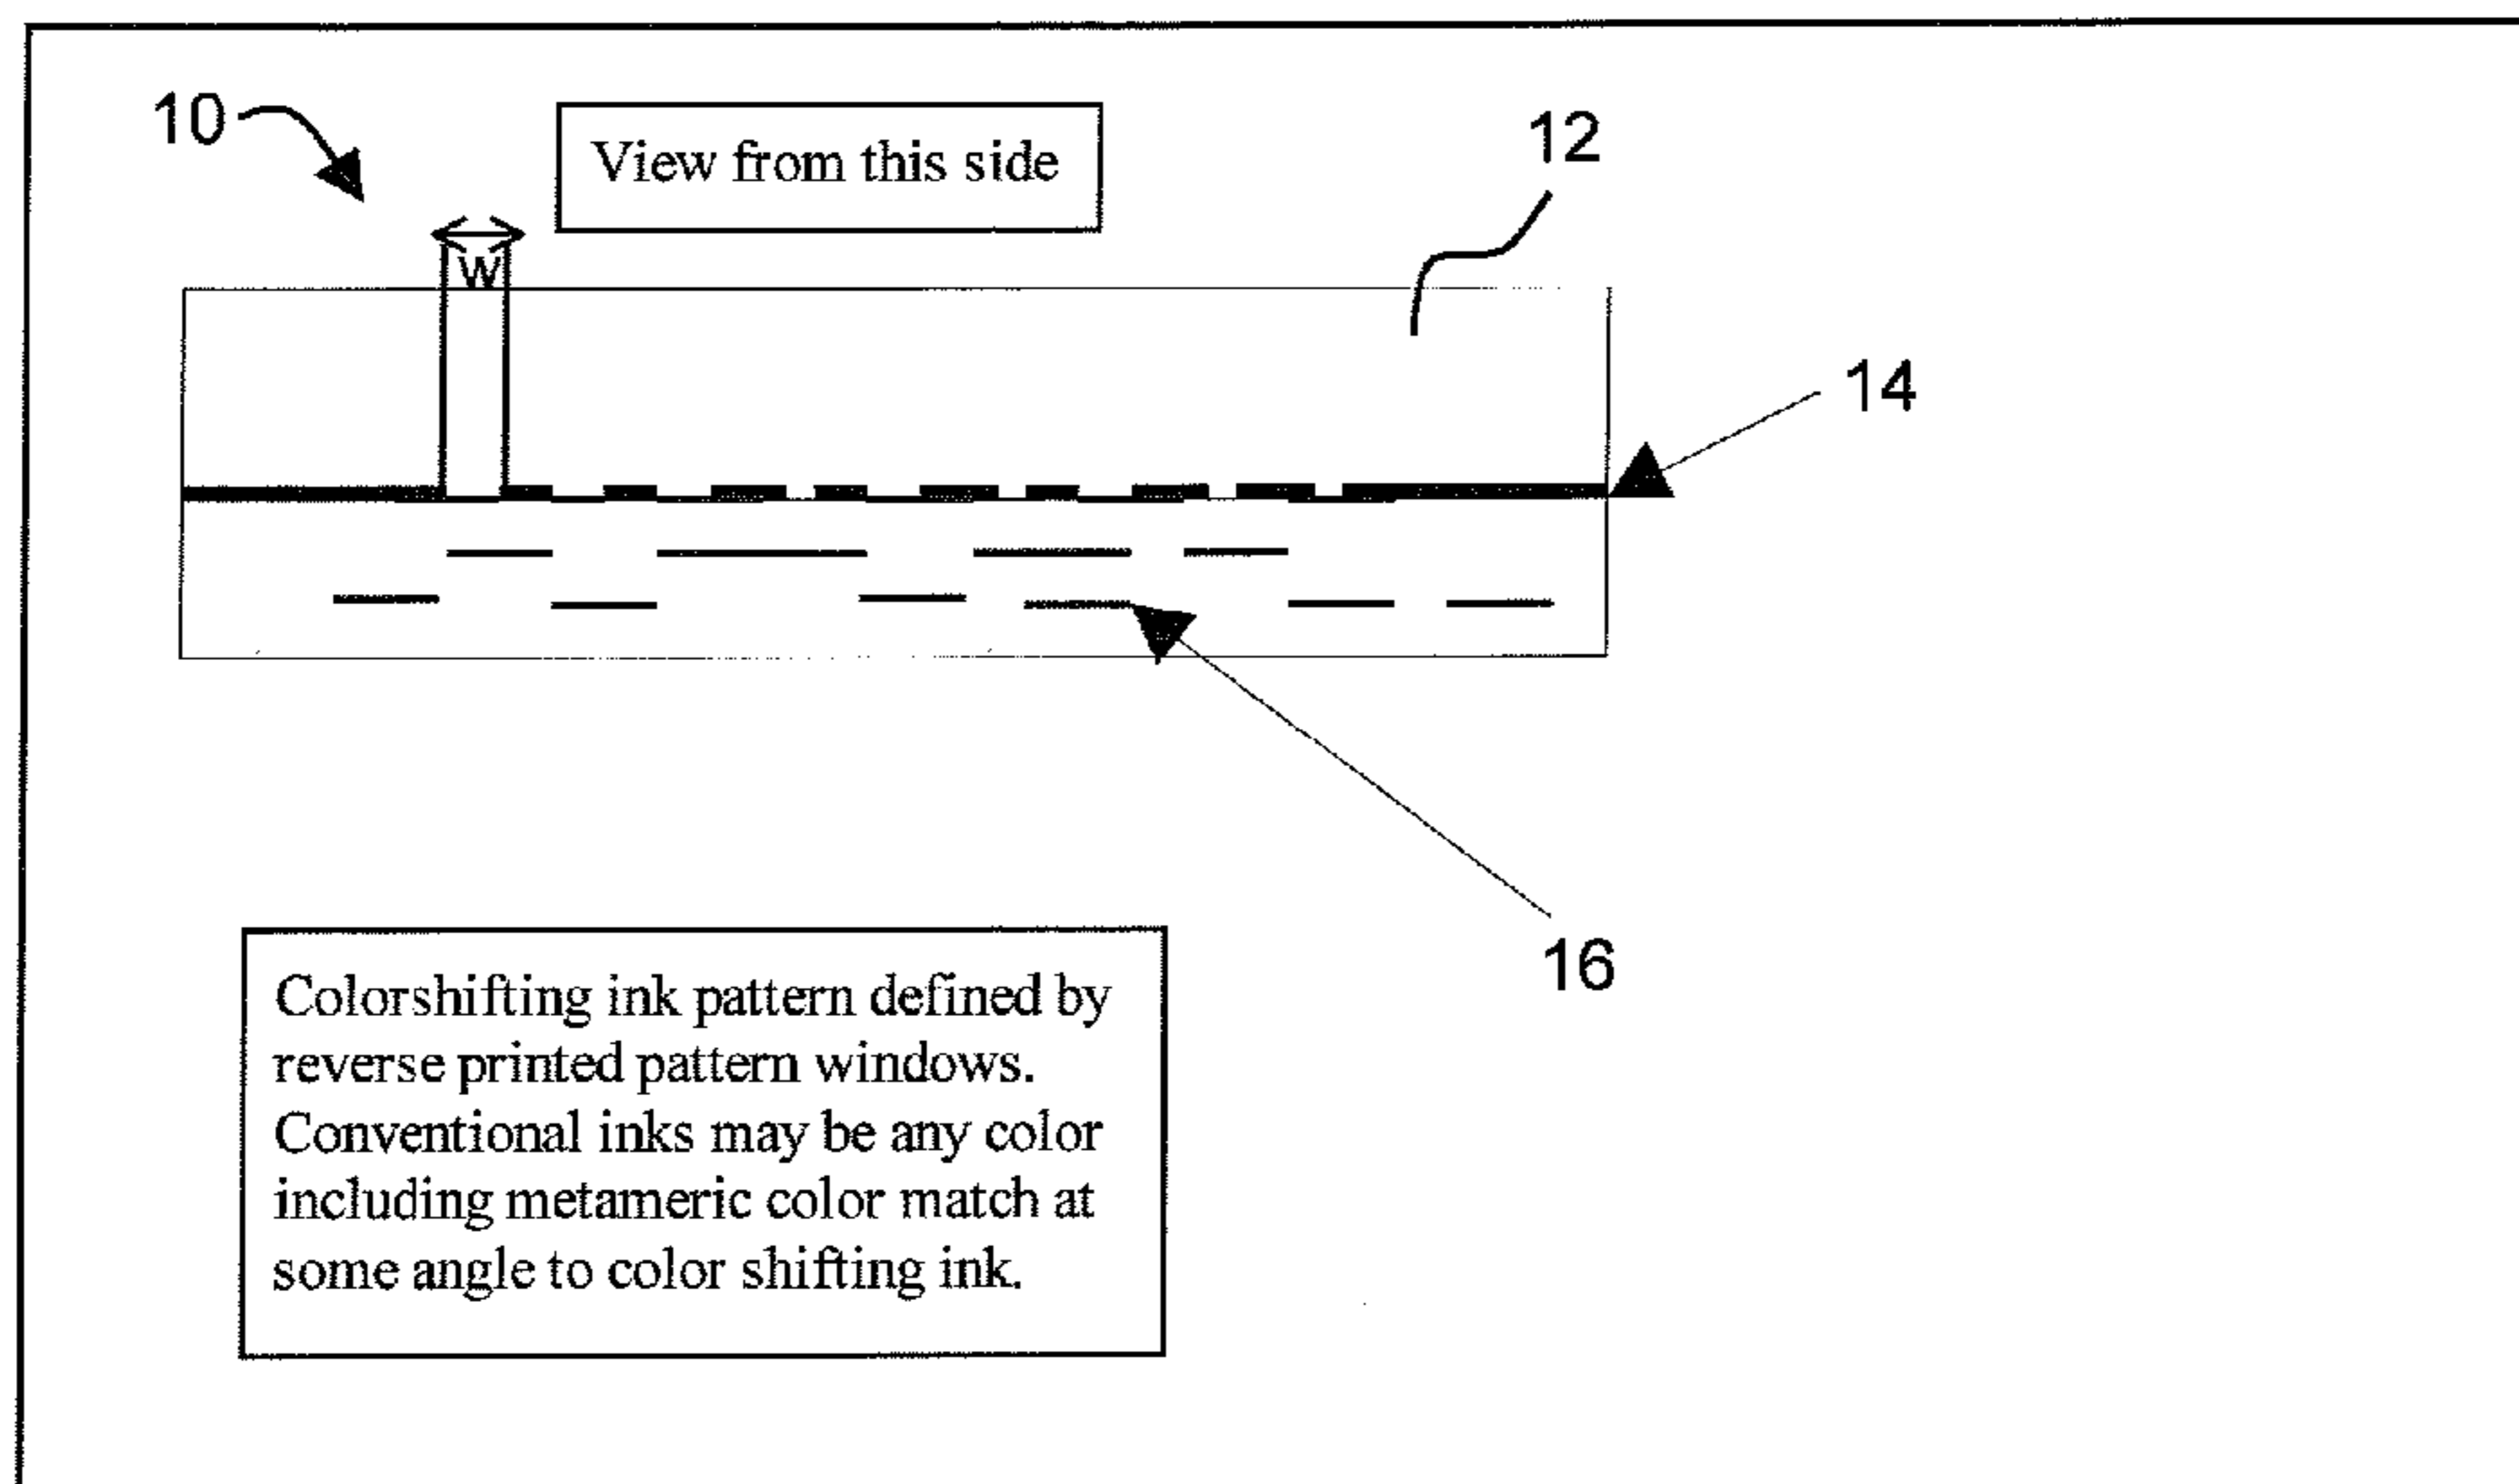 10
View from this side
12
W
14
16
Colorshifting ink pattern defined by
reverse printed pattern windows.
Conventional inks may be any color
including metameric color match at
some angle to color shifting ink.